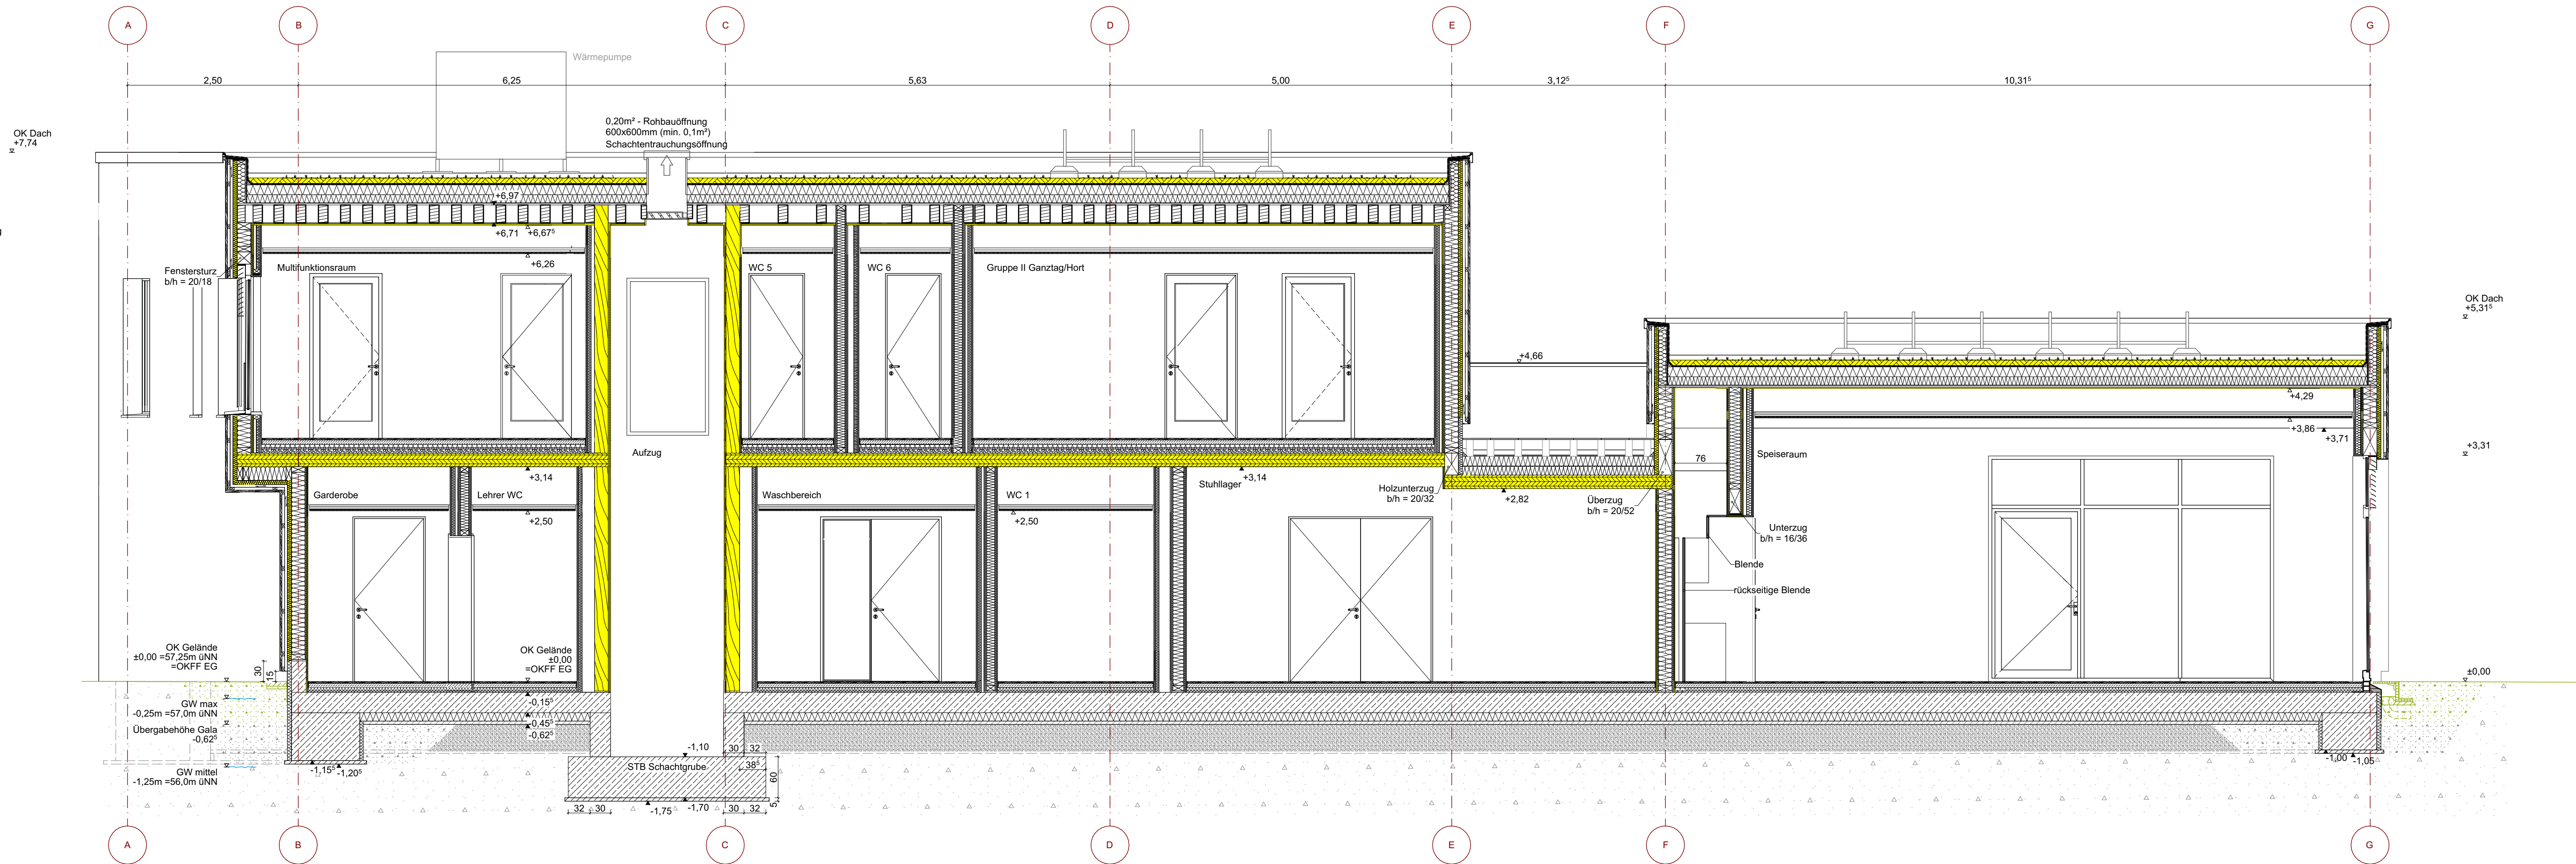 A B C D E F G
Wärmepumpe
2,50 6,25 5,63 5,00 3,12⁵ 10,31⁵
0,20m² - Rohbauöffnung
600x600mm (min. 0,1m²)
Schachtentrauchungsöffnung
OK Dach
+7,74
+6,97
+6,71 +6,67⁵
+6,26
g
Fenstersturz
b/h = 20/18
Multifunktionsraum
WC 5
WC 6
Gruppe II Ganztag/Hort
OK Dach
+5,31⁵
+4,66
+4,29
+3,86
+3,71
+3,31
Aufzug
Speiseraum
76
+3,14
+3,14
Stuhllager
Holzunterzug
b/h = 20/32
+2,82
Überzug
b/h = 20/52
Garderobe
Lehrer WC
Waschbereich
WC 1
+2,50
+2,50
Unterzug
b/h = 16/36
Blende
rückseitige Blende
OK Gelände
±0,00 =57,25m üNN
=OKFF EG
30
15
OK Gelände
±0,00
=OKFF EG
±0,00
GW max
-0,25m =57,0m üNN
Übergabehöhe Gala
-0,62⁵
GW mittel
-1,25m =56,0m üNN
-0,15⁵
-0,45⁵
-0,62⁵
-1,15⁵
-1,20⁵
-1,10
30 32
STB Schachtgrube
38⁵
60
5
32 30
-1,75
-1,70
30 32
-1,00
-1,05
A B C D E F G